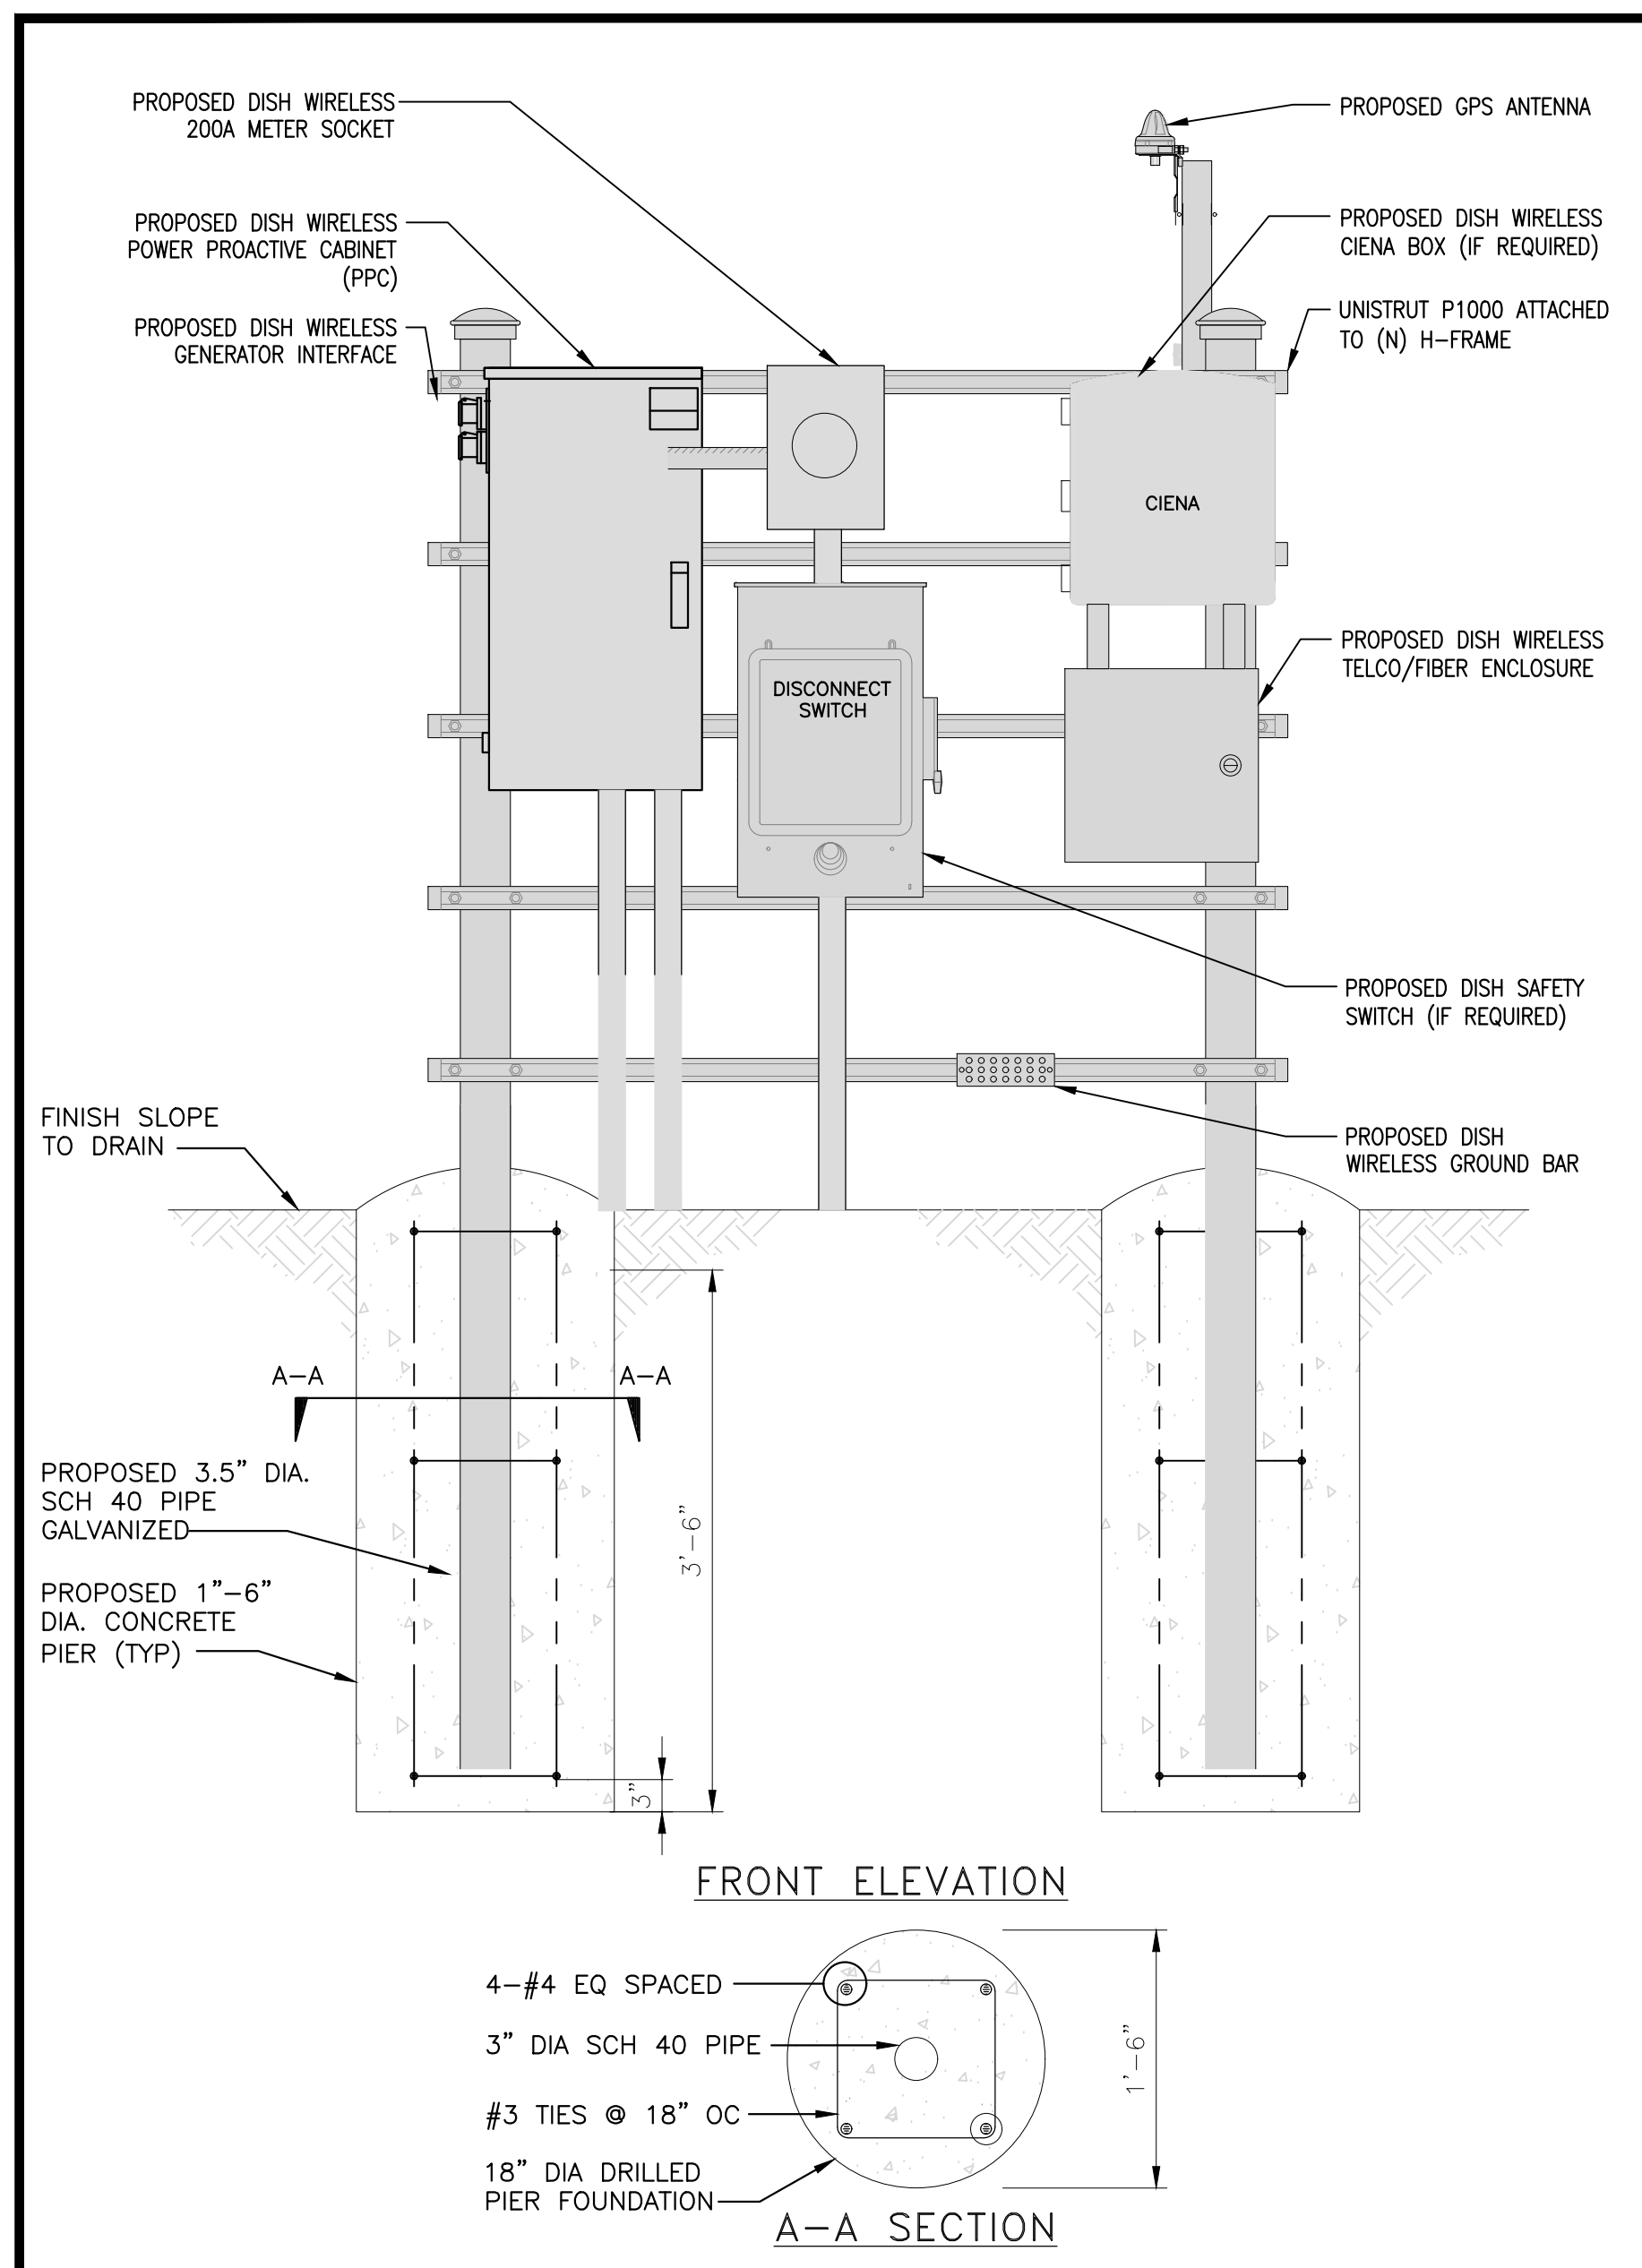 PROPOSED DISH WIRELESS
200A METER SOCKET
PROPOSED GPS ANTENNA
PROPOSED DISH WIRELESS
POWER PROACTIVE CABINET
(PPC)
PROPOSED DISH WIRELESS
CIENA BOX (IF REQUIRED)
PROPOSED DISH WIRELESS
GENERATOR INTERFACE
UNISTRUT P1000 ATTACHED
TO (N) H-FRAME
CIENA
DISCONNECT
SWITCH
PROPOSED DISH WIRELESS
TELCO/FIBER ENCLOSURE
PROPOSED DISH SAFETY
SWITCH (IF REQUIRED)
FINISH SLOPE
TO DRAIN
PROPOSED DISH
WIRELESS GROUND BAR
A-A
A-A
PROPOSED 3.5" DIA.
SCH 40 PIPE
GALVANIZED
3'-6"
PROPOSED 1"-6"
DIA. CONCRETE
PIER (TYP)
3"
FRONT ELEVATION
4-#4 EQ SPACED
3" DIA SCH 40 PIPE
#3 TIES @ 18" OC
18" DIA DRILLED
PIER FOUNDATION
1'-6"
A-A SECTION